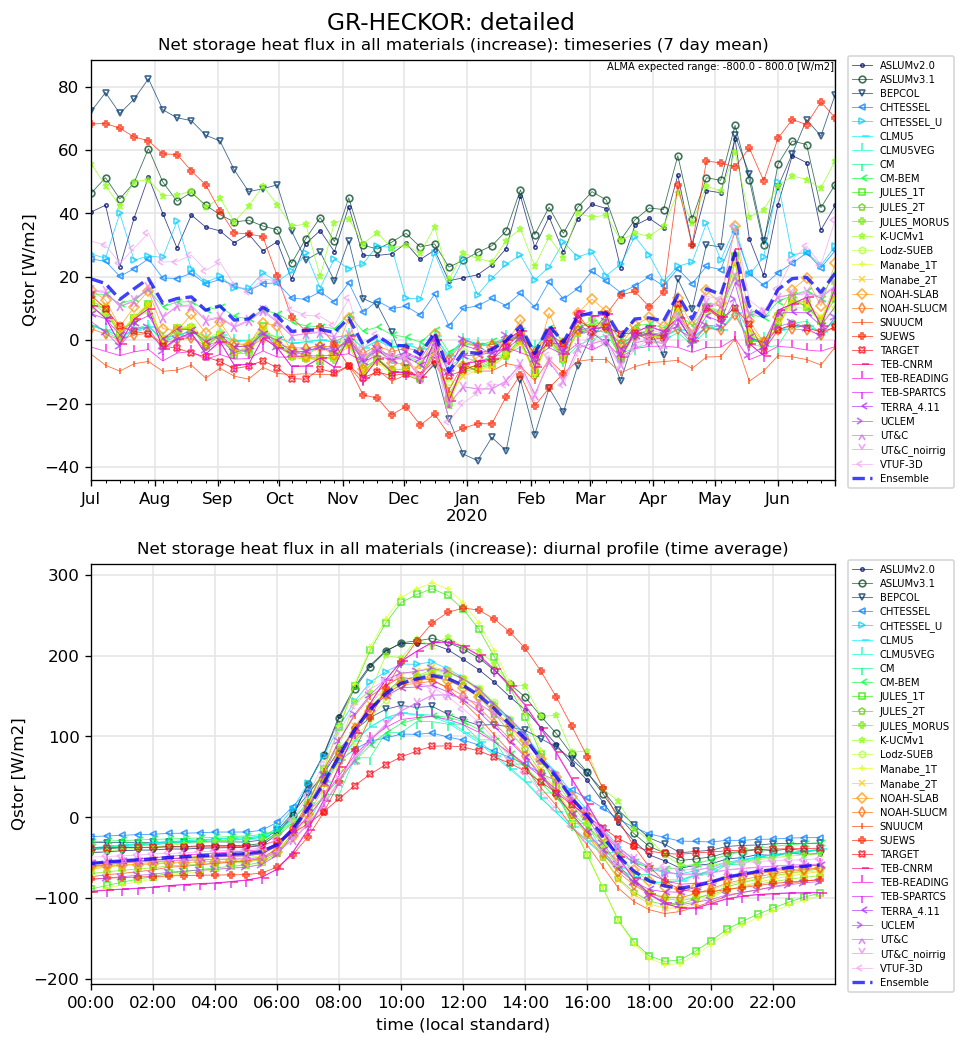 GR-HECKOR: detailed
Net storage heat flux in all materials (increase): timeseries (7 day mean)
ALMA expected range: -800.0 - 800.0 [W/m2]
Qstor [W/m2]
80
60
40
20
0
−20
−40
Jul Aug Sep Oct Nov Dec Jan Feb Mar Apr May Jun
2020
ASLUMv2.0
ASLUMv3.1
BEPCOL
CHTESSEL
CHTESSEL_U
CLMU5
CLMU5VEG
CM
CM-BEM
JULES_1T
JULES_2T
JULES_MORUS
K-UCMv1
Lodz-SUEB
Manabe_1T
Manabe_2T
NOAH-SLAB
NOAH-SLUCM
SNUUCM
SUEWS
TARGET
TEB-CNRM
TEB-READING
TEB-SPARTCS
TERRA_4.11
UCLEM
UT&C
UT&C_noirrig
VTUF-3D
Ensemble
Net storage heat flux in all materials (increase): diurnal profile (time average)
Qstor [W/m2]
300
200
100
0
−100
−200
00:00 02:00 04:00 06:00 08:00 10:00 12:00 14:00 16:00 18:00 20:00 22:00
time (local standard)
ASLUMv2.0
ASLUMv3.1
BEPCOL
CHTESSEL
CHTESSEL_U
CLMU5
CLMU5VEG
CM
CM-BEM
JULES_1T
JULES_2T
JULES_MORUS
K-UCMv1
Lodz-SUEB
Manabe_1T
Manabe_2T
NOAH-SLAB
NOAH-SLUCM
SNUUCM
SUEWS
TARGET
TEB-CNRM
TEB-READING
TEB-SPARTCS
TERRA_4.11
UCLEM
UT&C
UT&C_noirrig
VTUF-3D
Ensemble